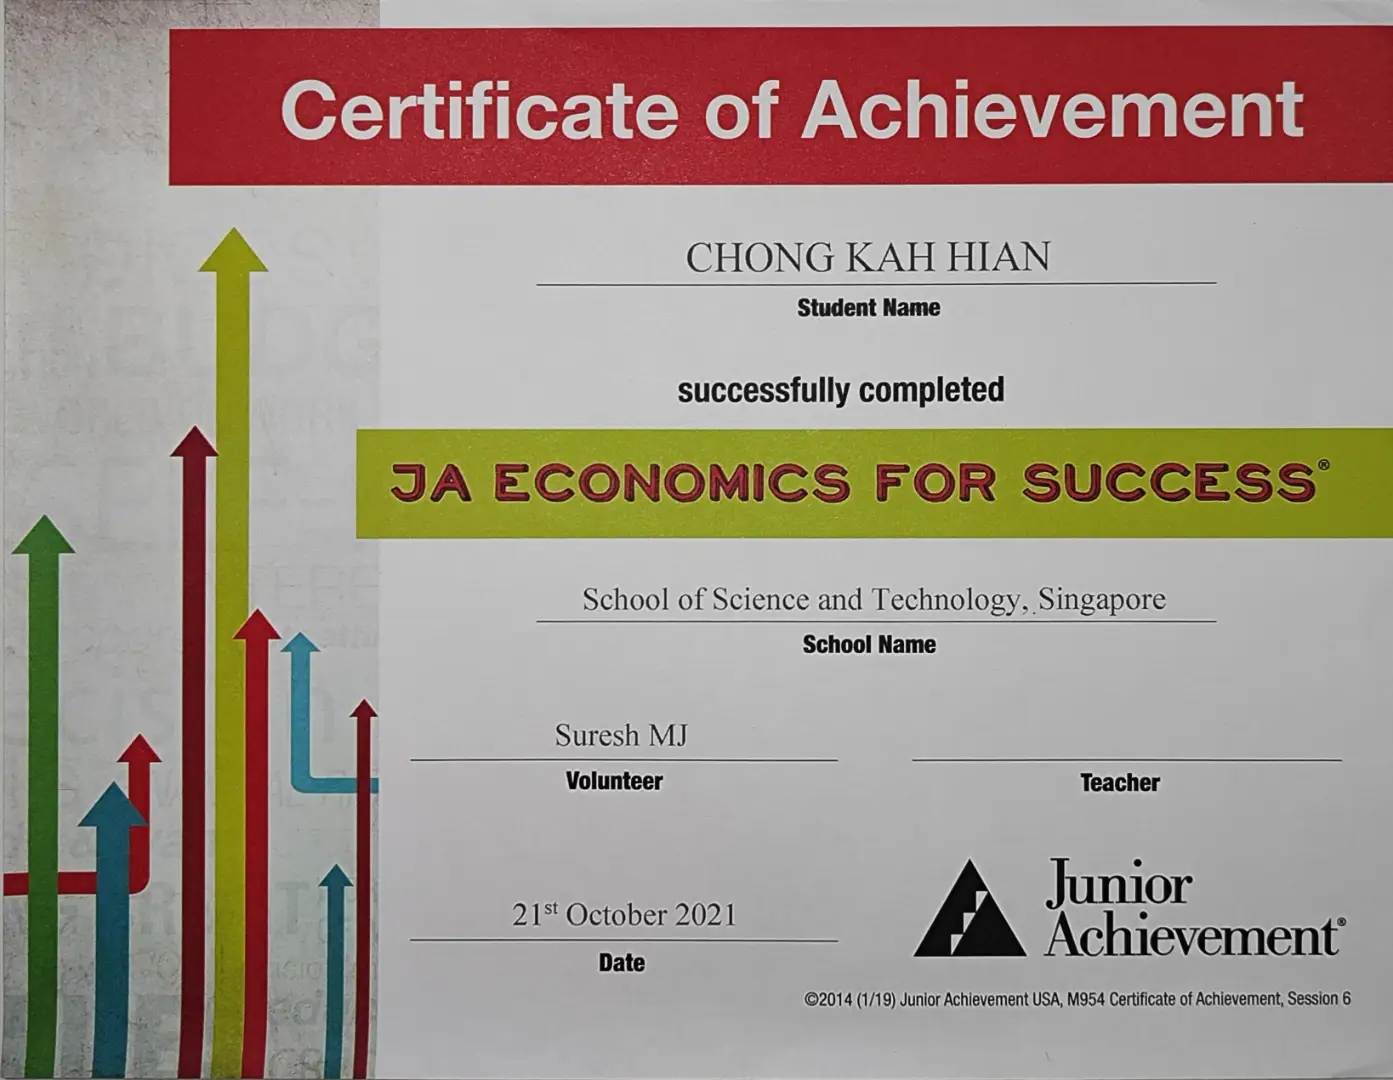 Certificate of Achievement
CHONG KAH HIAN
Student Name
successfully completed
JA ECONOMICS FOR SUCCESS®
School of Science and Technology, Singapore
School Name
Suresh MJ
Volunteer
Teacher
21st October 2021
Date
Junior
Achievement®
©2014 (1/19) Junior Achievement USA, M954 Certificate of Achievement, Session 6